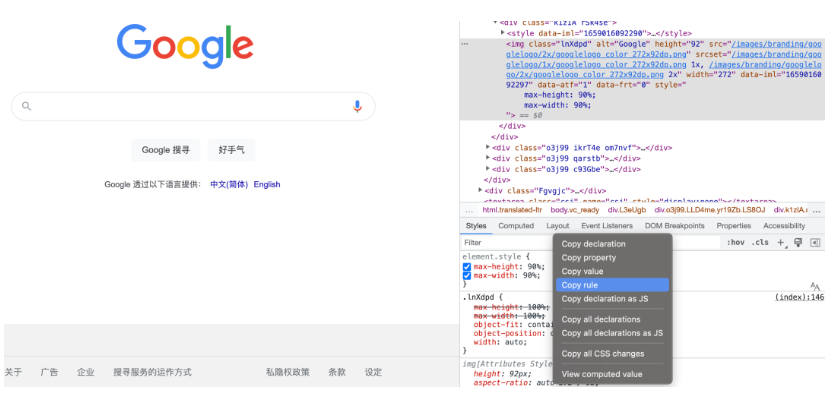 Google
Google 搜寻
好手气
Google 透过以下语言提供： 中文(简体) English
关于 广告 企业 搜寻服务的运作方式 私隐权政策 条款 设定
<div class="k1zIA rSk4se">
<style data-iml="1659016092290">…</style>
<img class="lnXdpd" alt="Google" height="92" src="/images/branding/goo
glelogo/2x/googlelogo_color_272x92dp.png" srcset="/images/branding/goog
lelogo/1x/googlelogo_color_272x92dp.png 1x, /images/branding/googlelo
go/2x/googlelogo_color_272x92dp.png 2x" width="272" data-iml="16590160
92297" data-atf="1" data-frt="0" style="
max-height: 90%;
max-width: 90%;
"> == $0
</div>
</div>
<div class="o3j99 ikrT4e om7nvf">…</div>
<div class="o3j99 qarstb">…</div>
<div class="o3j99 c93Gbe">…</div>
</div>
<div class="Fgvgjc">…</div>
<textarea class="csi" name="csi" style="display:none"></textarea>
... html.translated-ltr body.vc_ready div.L3eUgb div.o3j99.LLD4me.yr19Zb.LS8OJ div.k1zIA.r ...
Styles Computed Layout Event Listeners DOM Breakpoints Properties Accessibility
Filter :hov .cls +
element.style {
max-height: 90%;
max-width: 90%;
}
.lnXdpd { (index):146
max-height: 100%;
max-width: 100%;
object-fit: contai
object-position: c
width: auto;
}
img[Attributes Style
height: 92px;
aspect-ratio: auto
Copy declaration
Copy property
Copy value
Copy rule
Copy declaration as JS
Copy all declarations
Copy all declarations as JS
Copy all CSS changes
View computed value